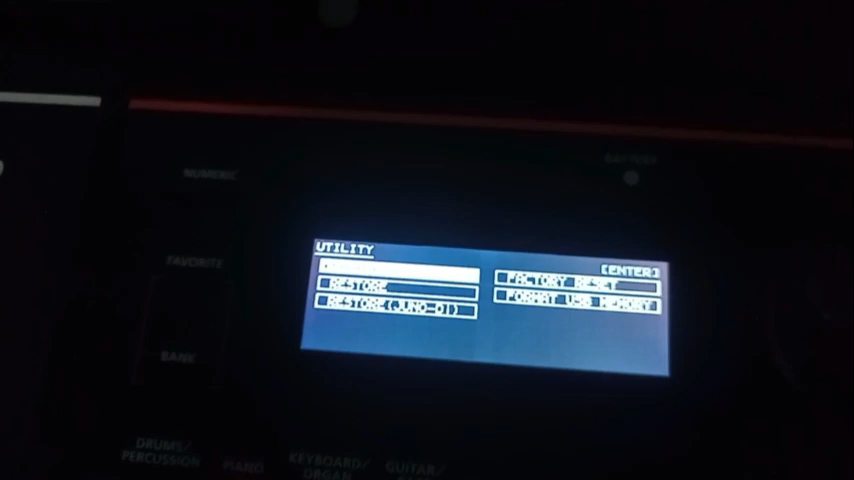 BATTERY
NUMERIC
FAVORITE
BANK
UTILITY
[ENTER]
RESTORE
RESTORE(JUNO-Di)
FACTORY RESET
FORMAT USB MEMORY
DRUMS/
PERCUSSION
PIANO
KEYBOARD/
ORGAN
GUITAR/